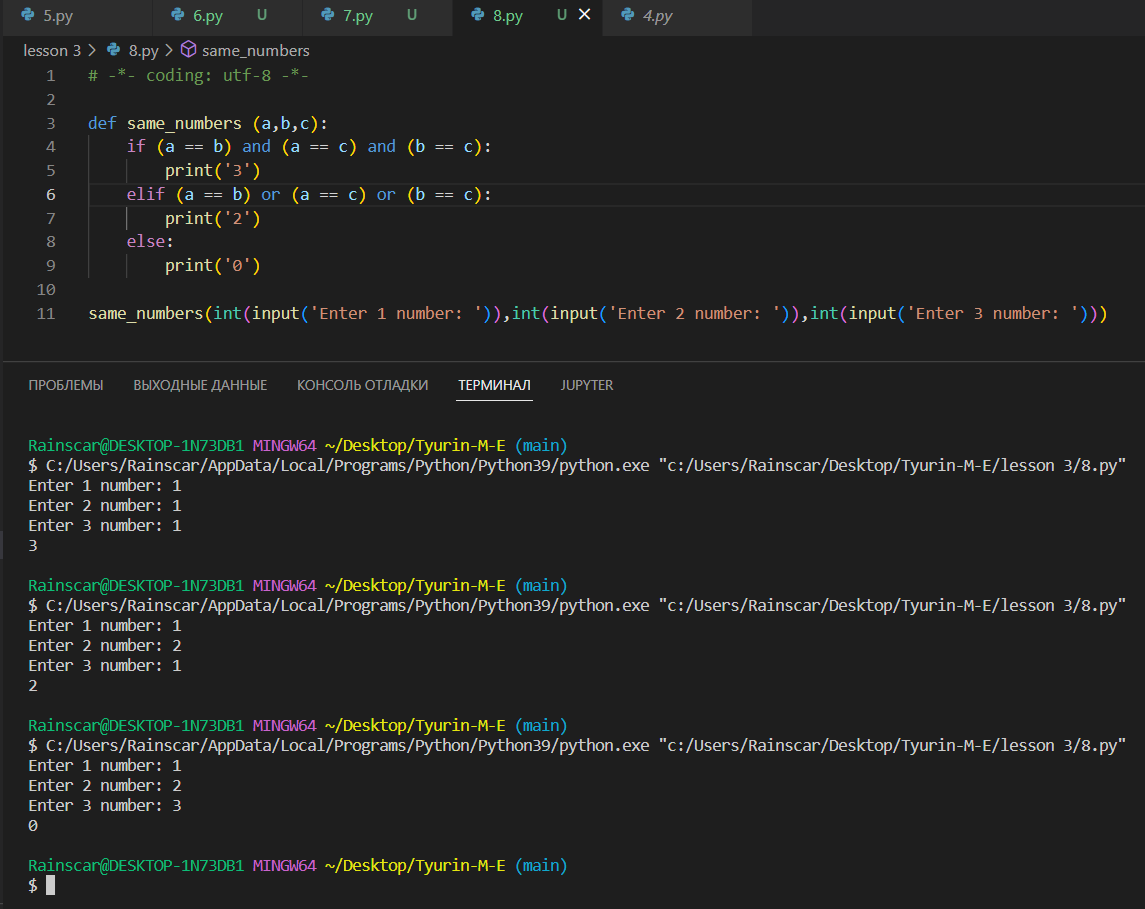 5.py 6.py U 7.py U 8.py U 4.py
lesson 3 > 8.py > same_numbers
1 # -*- coding: utf-8 -*-
2
3 def same_numbers (a,b,c):
4 if (a == b) and (a == c) and (b == c):
5 print('3')
6 elif (a == b) or (a == c) or (b == c):
7 print('2')
8 else:
9 print('0')
10
11 same_numbers(int(input('Enter 1 number: ')),int(input('Enter 2 number: ')),int(input('Enter 3 number: ')))
ПРОБЛЕМЫ ВЫХОДНЫЕ ДАННЫЕ КОНСОЛЬ ОТЛАДКИ ТЕРМИНАЛ JUPYTER
Rainscar@DESKTOP-1N73DB1 MINGW64 ~/Desktop/Tyurin-M-E (main)
$ C:/Users/Rainscar/AppData/Local/Programs/Python/Python39/python.exe "c:/Users/Rainscar/Desktop/Tyurin-M-E/lesson 3/8.py"
Enter 1 number: 1
Enter 2 number: 1
Enter 3 number: 1
3
Rainscar@DESKTOP-1N73DB1 MINGW64 ~/Desktop/Tyurin-M-E (main)
$ C:/Users/Rainscar/AppData/Local/Programs/Python/Python39/python.exe "c:/Users/Rainscar/Desktop/Tyurin-M-E/lesson 3/8.py"
Enter 1 number: 1
Enter 2 number: 2
Enter 3 number: 1
2
Rainscar@DESKTOP-1N73DB1 MINGW64 ~/Desktop/Tyurin-M-E (main)
$ C:/Users/Rainscar/AppData/Local/Programs/Python/Python39/python.exe "c:/Users/Rainscar/Desktop/Tyurin-M-E/lesson 3/8.py"
Enter 1 number: 1
Enter 2 number: 2
Enter 3 number: 3
0
Rainscar@DESKTOP-1N73DB1 MINGW64 ~/Desktop/Tyurin-M-E (main)
$